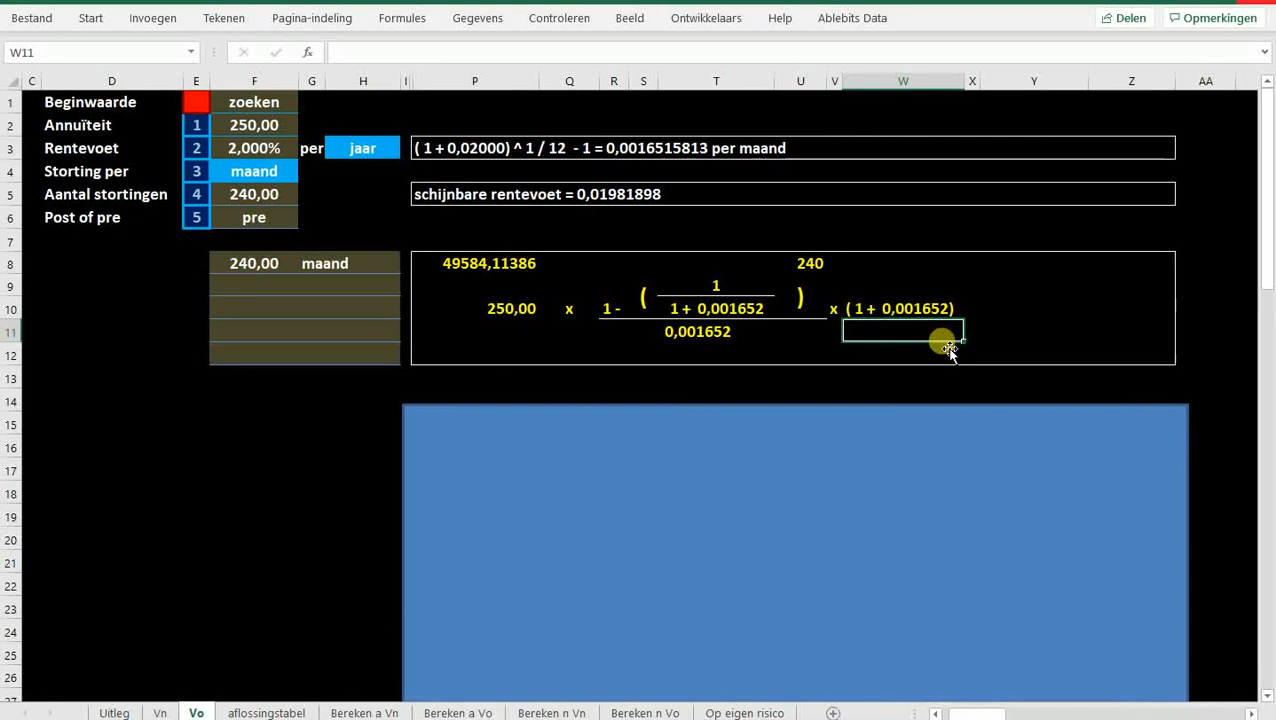 Bestand Start Invoegen Tekenen Pagina-indeling Formules Gegevens Controleren Beeld Ontwikkelaars Help Ablebits Data Delen Opmerkingen
W11 fx
C D E F G H I P Q R S T U V W X Y Z AA
1 Beginwaarde zoeken
2 Annuïteit 1 250,00
3 Rentevoet 2 2,000% per jaar ( 1 + 0,02000) ^ 1 / 12 - 1 = 0,0016515813 per maand
4 Storting per 3 maand
5 Aantal stortingen 4 240,00 schijnbare rentevoet = 0,01981898
6 Post of pre 5 pre
7
8 240,00 maand 49584,11386 240
9 ( 1 )
10 250,00 x 1 - 1 + 0,001652 x ( 1 + 0,001652)
11 0,001652
12
13
14
15
16
17
18
19
20
21
22
23
24
25
26
27
Uitleg Vn Vo aflossingstabel Bereken a Vn Bereken a Vo Bereken n Vn Bereken n Vo Op eigen risico